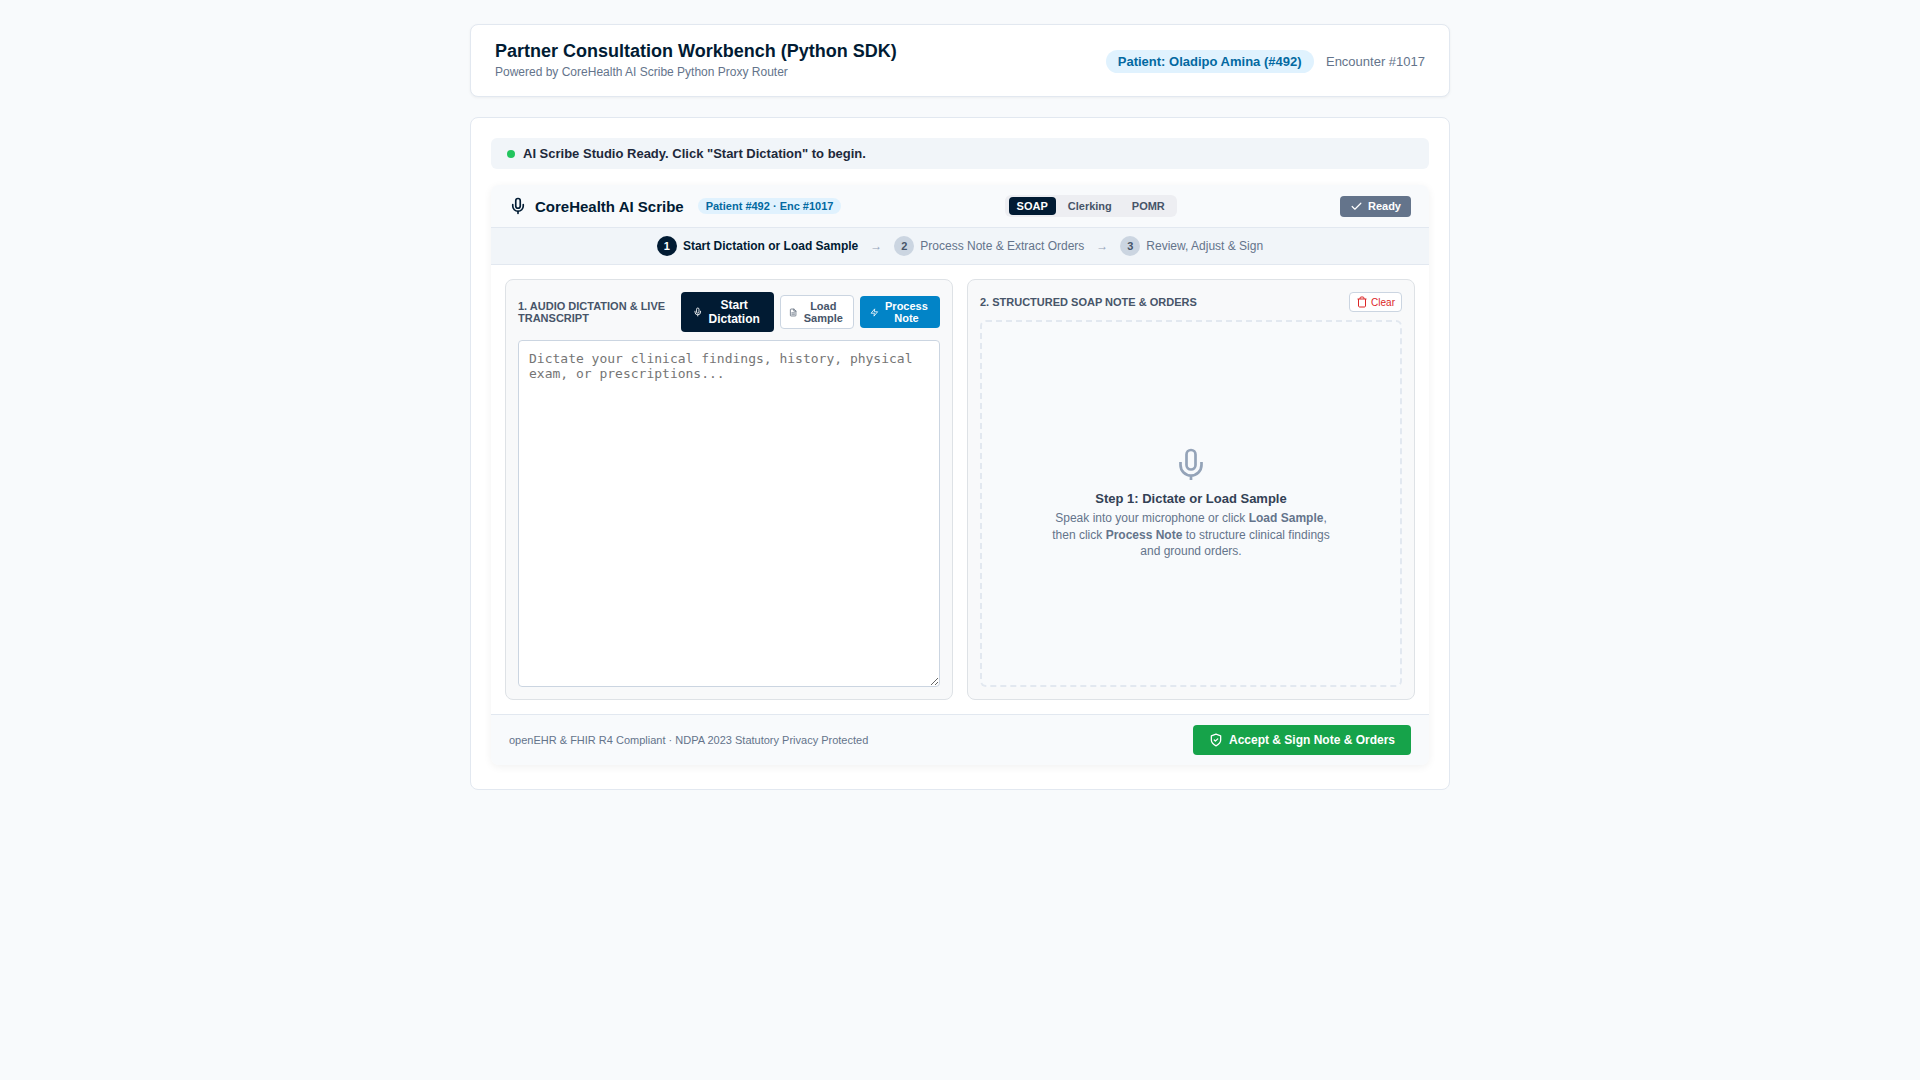 Partner Consultation Workbench (Python SDK)
Powered by CoreHealth AI Scribe Python Proxy Router
Patient: Oladipo Amina (#492)
Encounter #1017
AI Scribe Studio Ready. Click "Start Dictation" to begin.
CoreHealth AI Scribe
Patient #492 · Enc #1017
SOAP
Clerking
POMR
Ready
1 Start Dictation or Load Sample → 2 Process Note & Extract Orders → 3 Review, Adjust & Sign
1. AUDIO DICTATION & LIVE
TRANSCRIPT
Start
Dictation
Load
Sample
Process
Note
Dictate your clinical findings, history, physical
exam, or prescriptions...
2. STRUCTURED SOAP NOTE & ORDERS
Clear
Step 1: Dictate or Load Sample
Speak into your microphone or click Load Sample,
then click Process Note to structure clinical findings
and ground orders.
openEHR & FHIR R4 Compliant · NDPA 2023 Statutory Privacy Protected
Accept & Sign Note & Orders